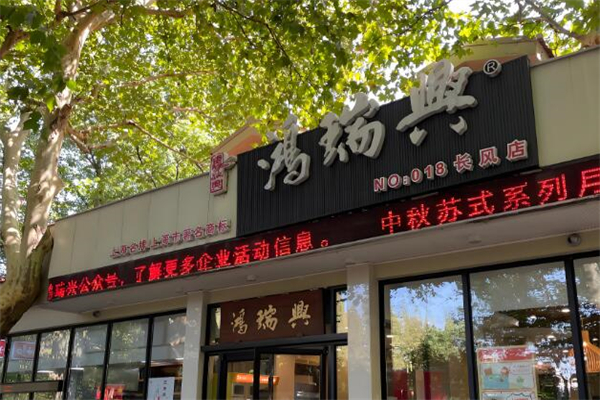 鴻瑞興®
NO:018 长风店
鸿瑞兴公众号,了解更多企业活动信息。 中秋苏式系列月
鴻瑞興